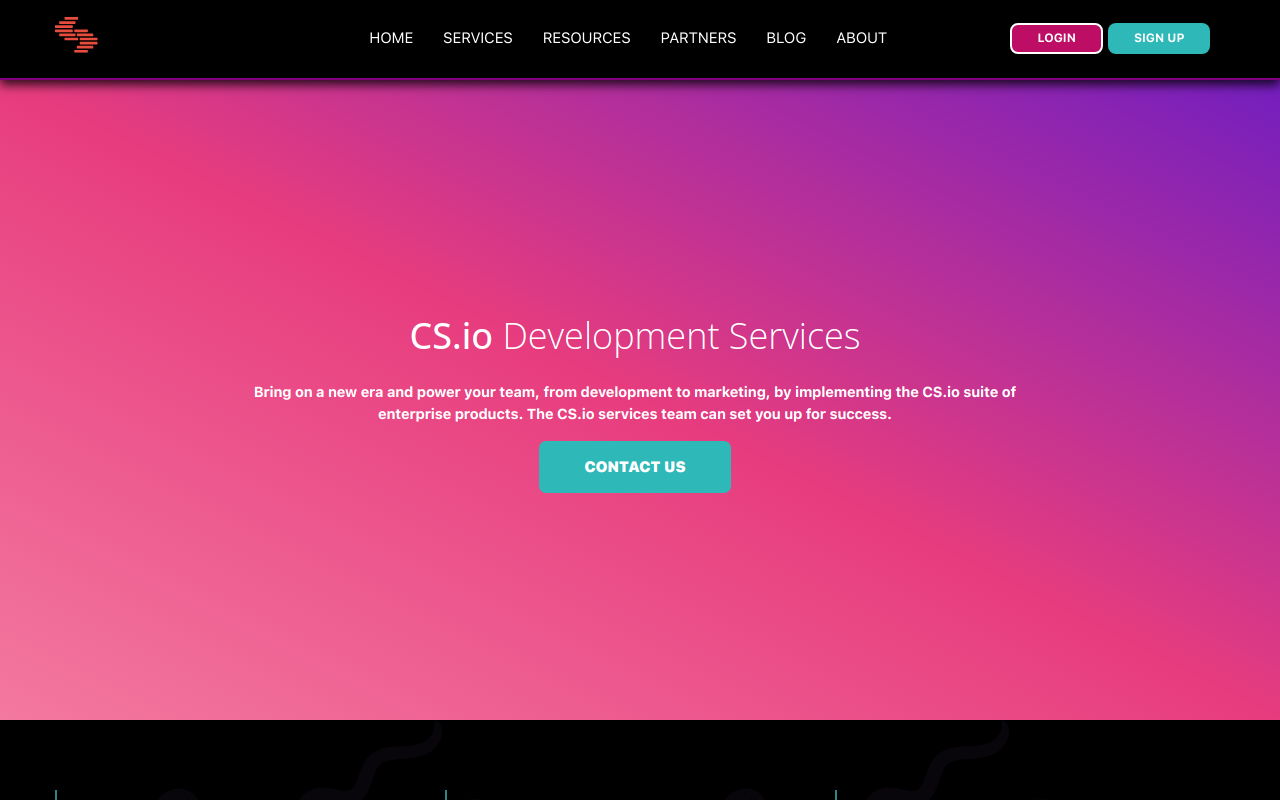 HOME SERVICES RESOURCES PARTNERS BLOG ABOUT LOGIN SIGN UP
CS.io Development Services
Bring on a new era and power your team, from development to marketing, by implementing the CS.io suite of
enterprise products. The CS.io services team can set you up for success.
CONTACT US